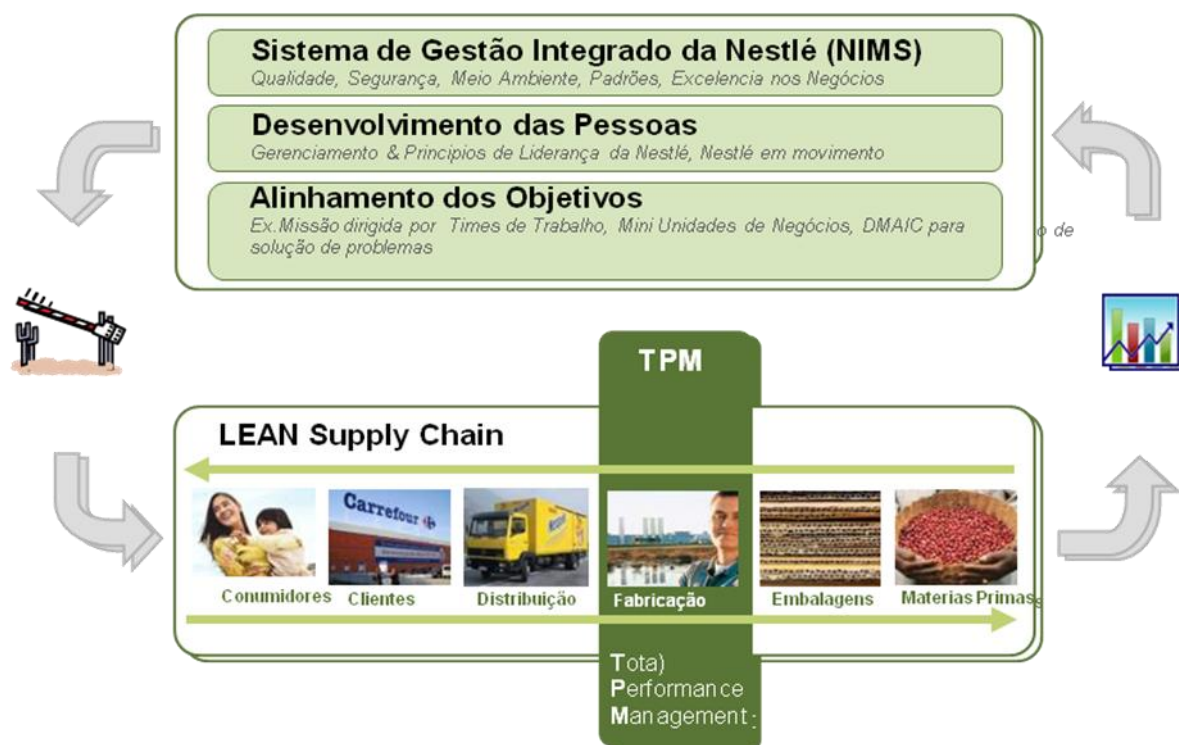 Sistema de Gestão Integrado da Nestlé (NIMS)
Qualidade, Segurança, Meio Ambiente, Padrões, Excelencia nos Negócios
Desenvolvimento das Pessoas
Gerenciamento & Principios de Liderança da Nestlé, Nestlé em movimento
Alinhamento dos Objetivos
Ex.Missão dirigida por Times de Trabalho, Mini Unidades de Negócios, DMAIC para
solução de problemas
o de
TPM
LEAN Supply Chain
Carrefour
Conumidores
Clientes
Distribuição
Fabricação
Embalagens
Materias Primas
Tota)
Performance
Management :